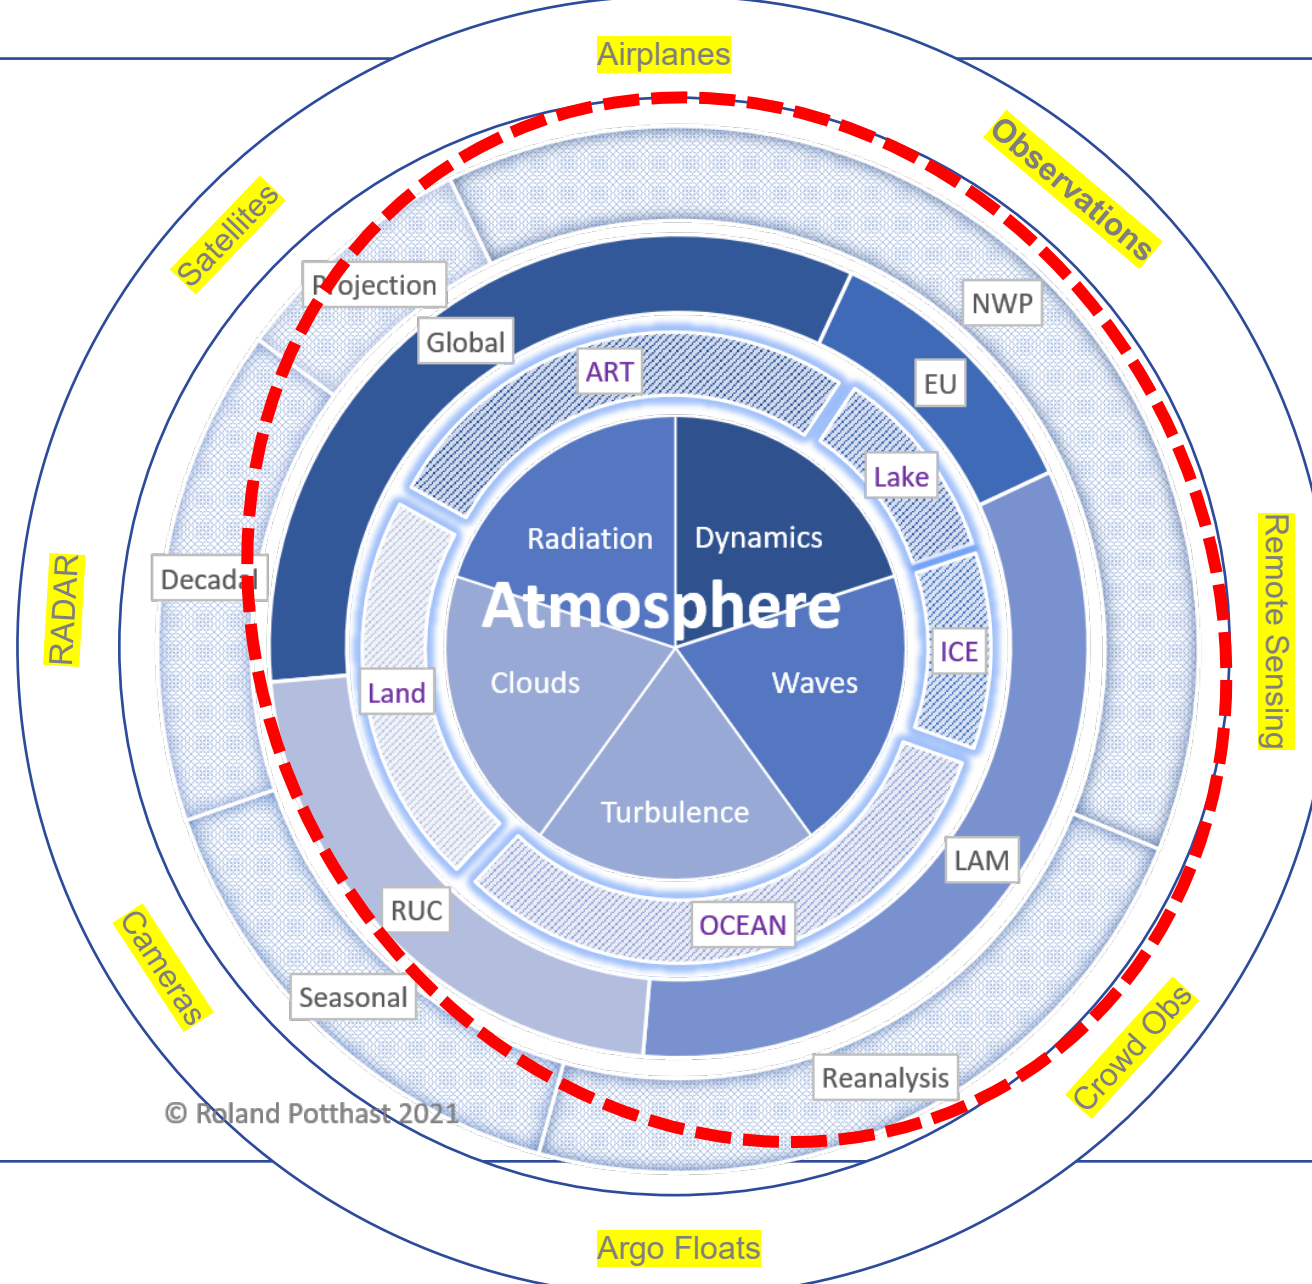 Airplanes
Observations
Satellites
Projection
NWP
Global
ART
EU
Lake
Radiation
Dynamics
Atmosphere
Decadal
RADAR
Remote Sensing
ICE
Land
Clouds
Waves
Turbulence
LAM
RUC
OCEAN
Cameras
Seasonal
Crowd Obs
Reanalysis
© Roland Potthast 2021
Argo Floats